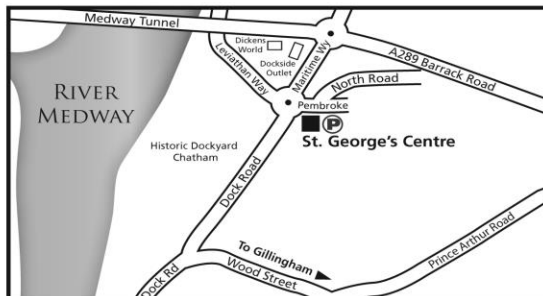 Medway Tunnel
Dickens
World
Dockside
Outlet
Leviathan Way
Maritime Wy
A289 Barrack Road
North Road
Pembroke
RIVER
MEDWAY
P
St. George's Centre
Historic Dockyard
Chatham
Dock Road
To Gillingham
Wood Street
Prince Arthur Road
Dock Rd